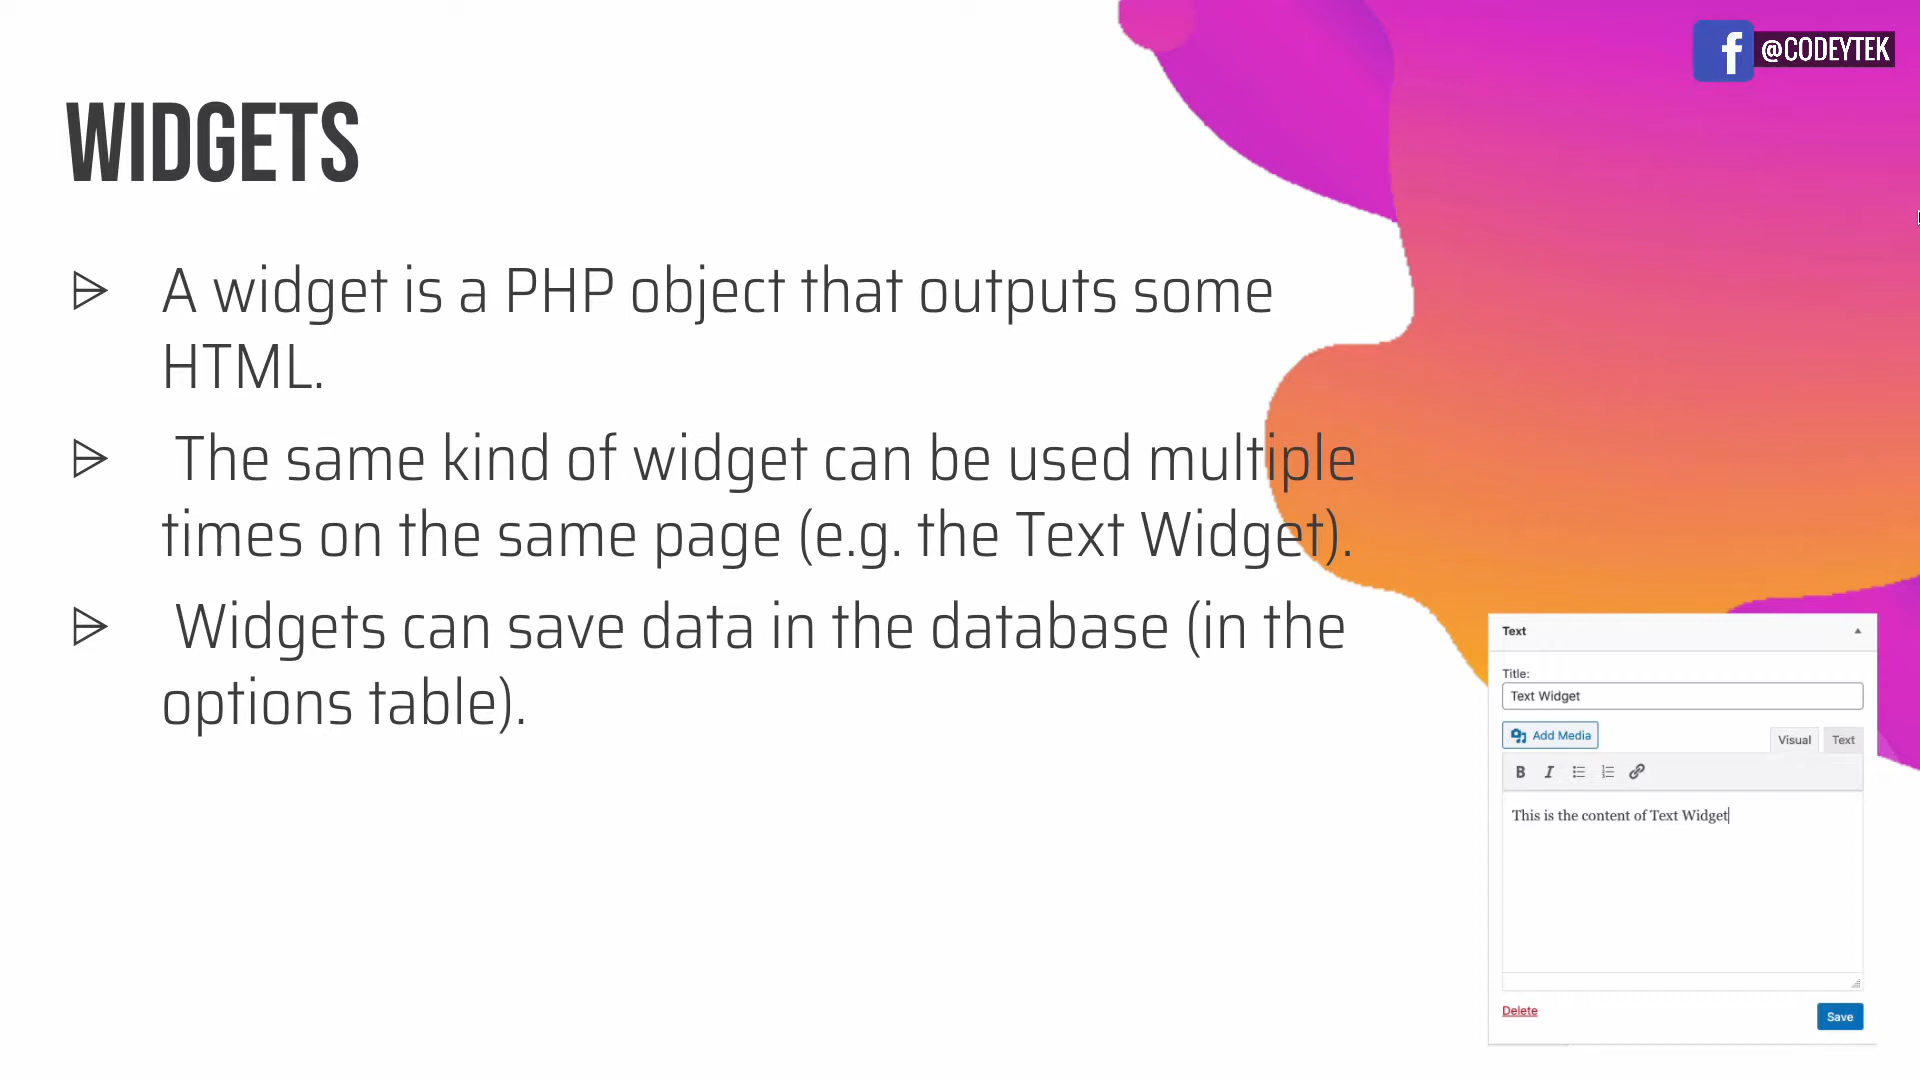 @CODEYTEK
WIDGETS
A widget is a PHP object that outputs some
HTML.
The same kind of widget can be used multiple
times on the same page (e.g. the Text Widget).
Widgets can save data in the database (in the
options table).
Text
Title:
Text Widget
Add Media
Visual Text
B I
This is the content of Text Widget
Delete
Save